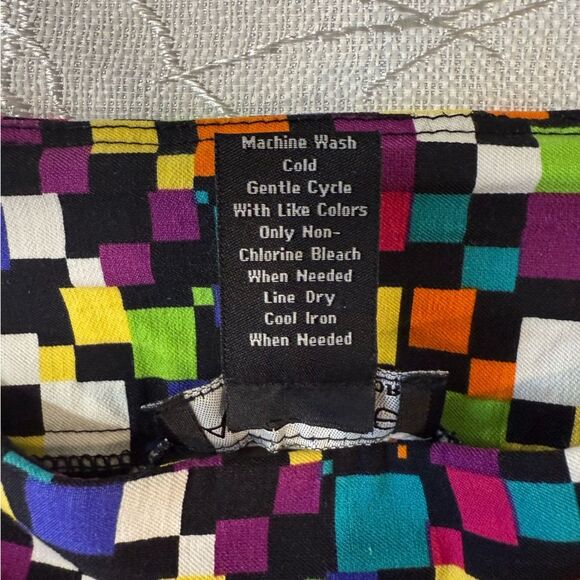 Machine Wash
Cold
Gentle Cycle
With Like Colors
Only Non-
Chlorine Bleach
When Needed
Line Dry
Cool Iron
When Needed